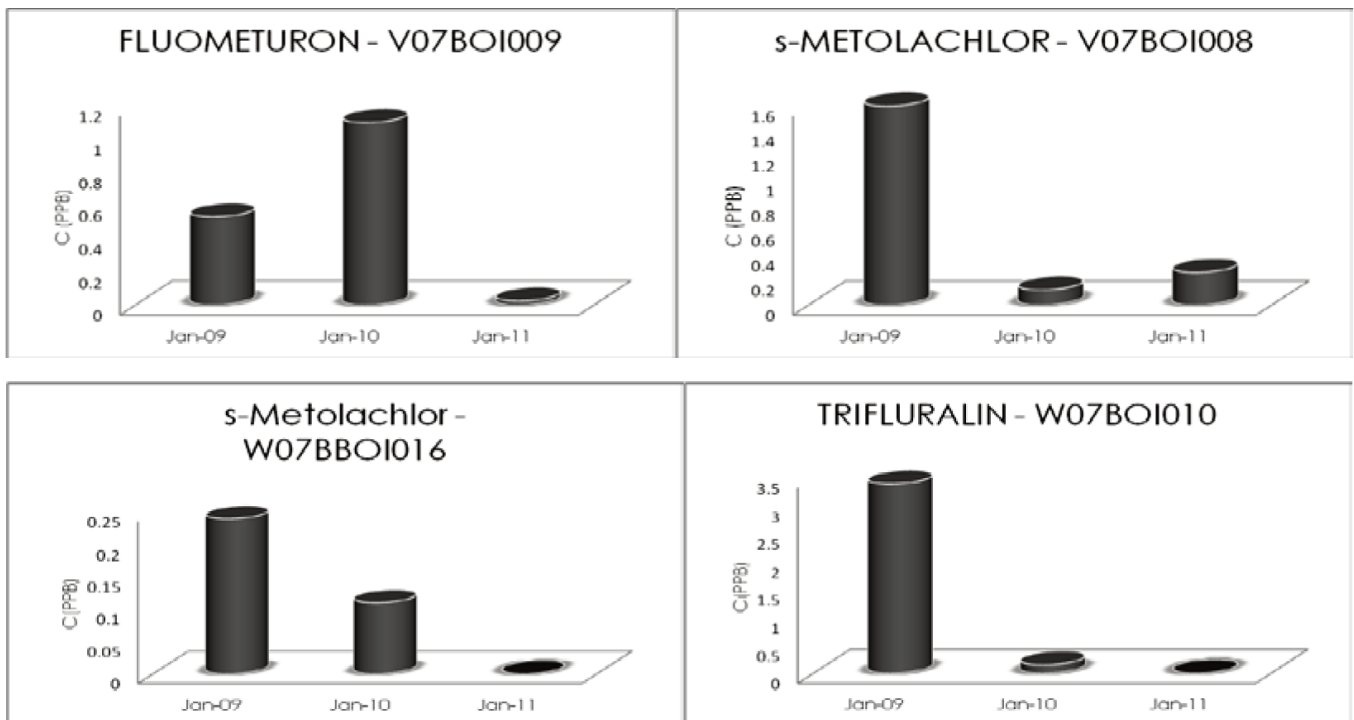 FLUOMETURON - V07BOI009
C (PPB)
1.2
1
0.8
0.6
0.4
0.2
0
Jan-09 Jan-10 Jan-11
s-METOLACHLOR - V07BOI008
C (PPB)
1.6
1.4
1.2
1
0.8
0.6
0.4
0.2
0
Jan-09 Jan-10 Jan-11
s-Metolachlor -
W07BBOI016
C(PPB)
0.25
0.2
0.15
0.1
0.05
0
Jan-09 Jan-10 Jan-11
TRIFLURALIN - W07BOI010
C(PPB)
3.5
3
2.5
2
1.5
1
0.5
0
Jan-09 Jan-10 Jan-11